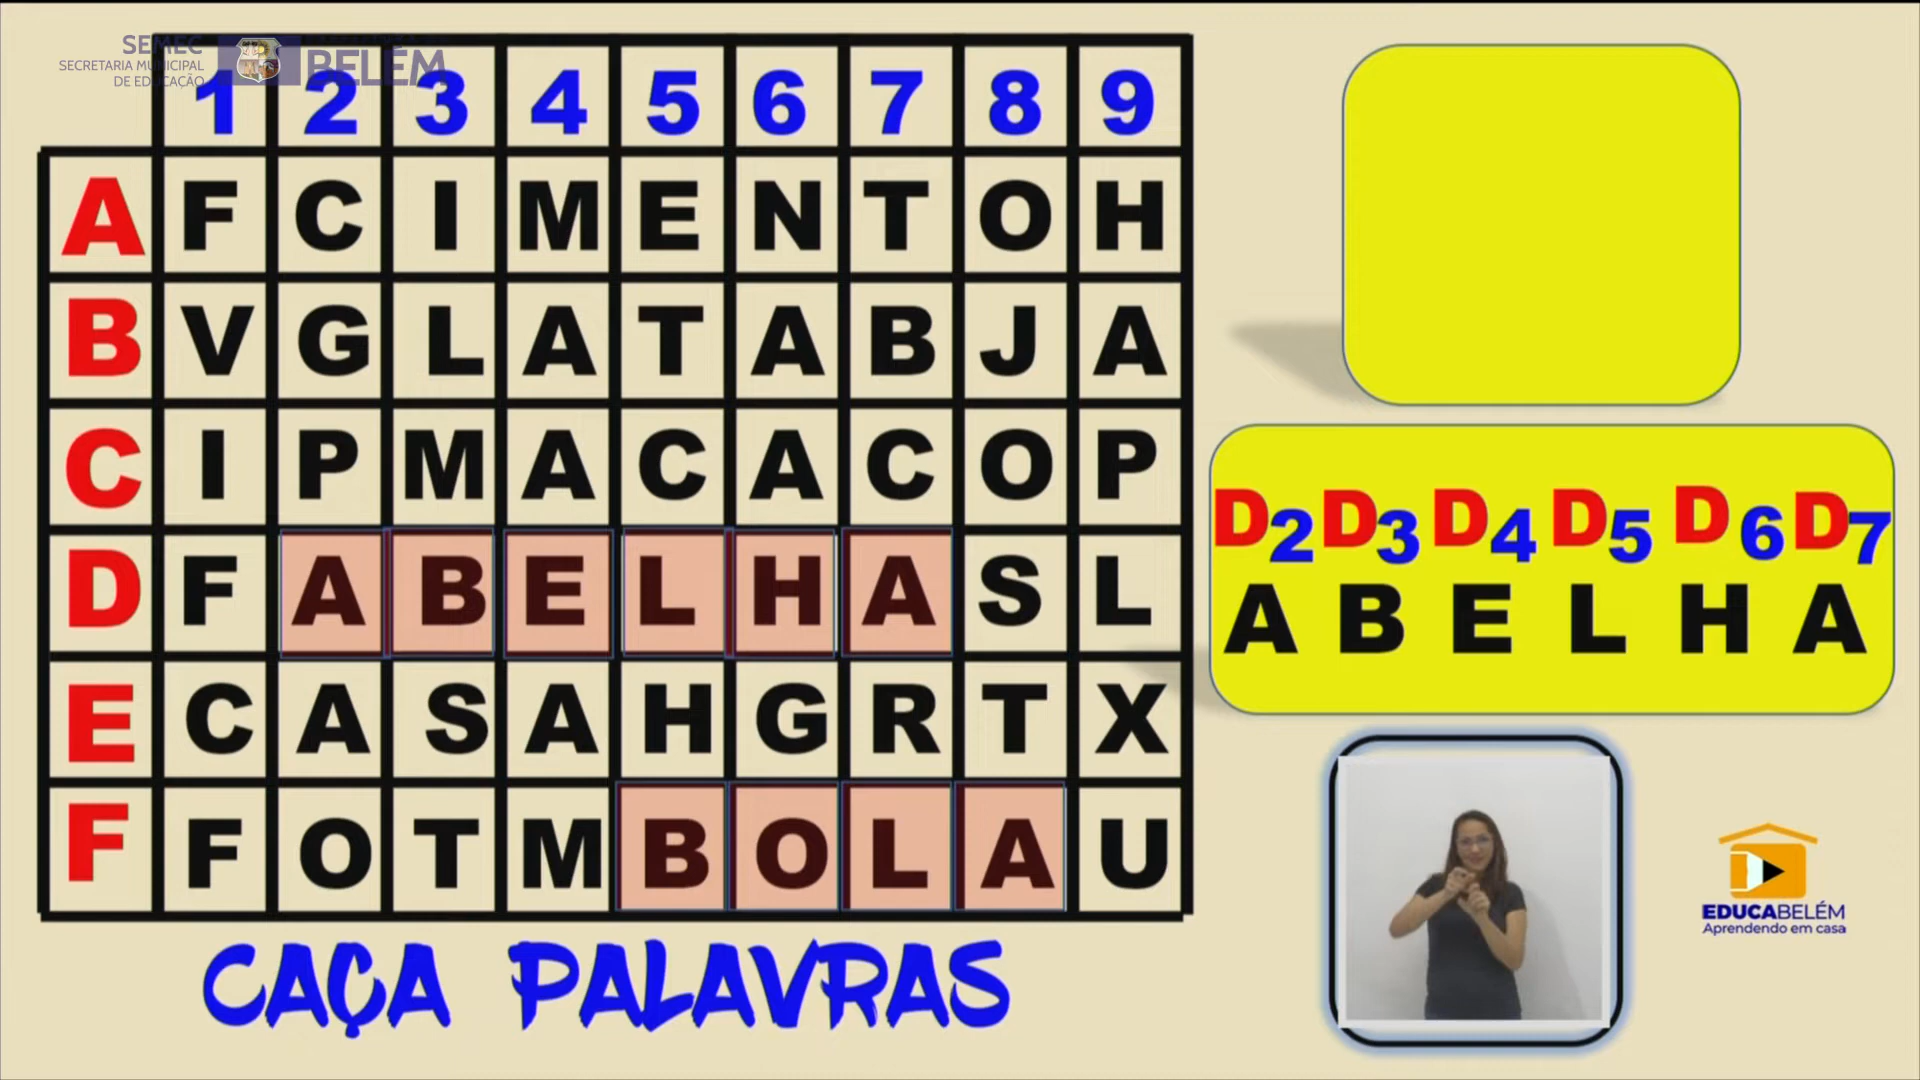 SEMEC
SECRETARIA MUNICIPAL
DE EDUCAÇÃO
BELÉM
1 2 3 4 5 6 7 8 9
A F C I M E N T O H
B V G L A T A B J A
C I P M A C A C O P
D F A B E L H A S L
E C A S A H G R T X
F F O T M B O L A U
CAÇA PALAVRAS
D2 D3 D4 D5 D6 D7
A B E L H A
EDUCABELÉM
Aprendendo em casa